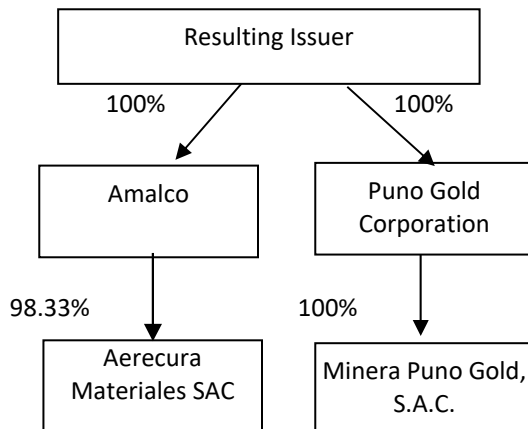 Resulting Issuer
100%
100%
Amalco
Puno Gold
Corporation
98.33%
100%
Aerecura
Materiales SAC
Minera Puno Gold,
S.A.C.